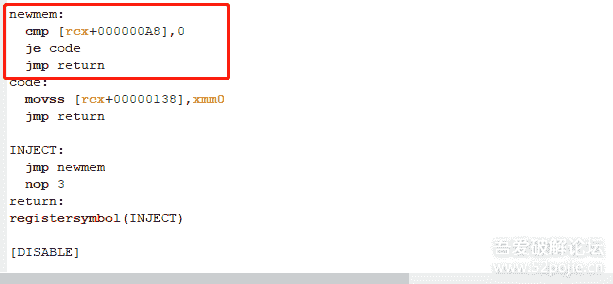 newmem:
cmp [rcx+000000A8],0
je code
jmp return
code:
movss [rcx+00000138],xmm0
jmp return
INJECT:
jmp newmem
nop 3
return:
registersymbol(INJECT)
[DISABLE]
吾爱破解论坛
www.52pojie.cn